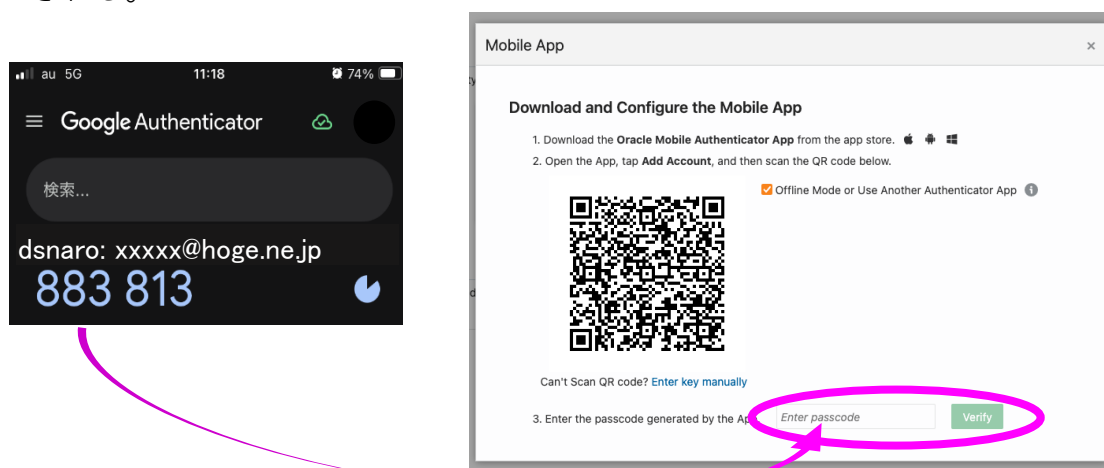 au 5G 11:18 74%
Google Authenticator
検索...
dsnaro: xxxxx@hoge.ne.jp
883 813
Mobile App
Download and Configure the Mobile App
1. Download the Oracle Mobile Authenticator App from the app store.
2. Open the App, tap Add Account, and then scan the QR code below.
Offline Mode or Use Another Authenticator App
Can't Scan QR code? Enter key manually
3. Enter the passcode generated by the Ap
Enter passcode
Verify